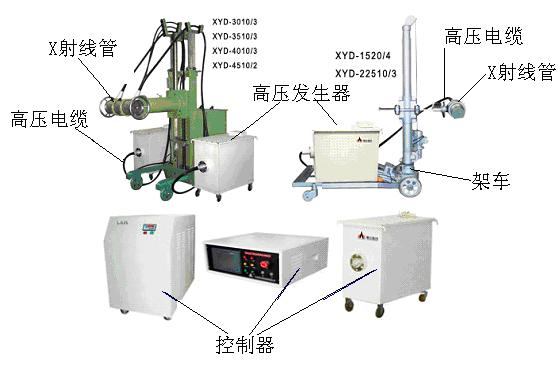 XYD-3010/3
XYD-3510/3
XYD-4010/3
XYD-4510/2
X射线管
高压电缆
高压发生器
XYD-1520/4
XYD-22510/3
高压电缆
X射线管
架车
控制器